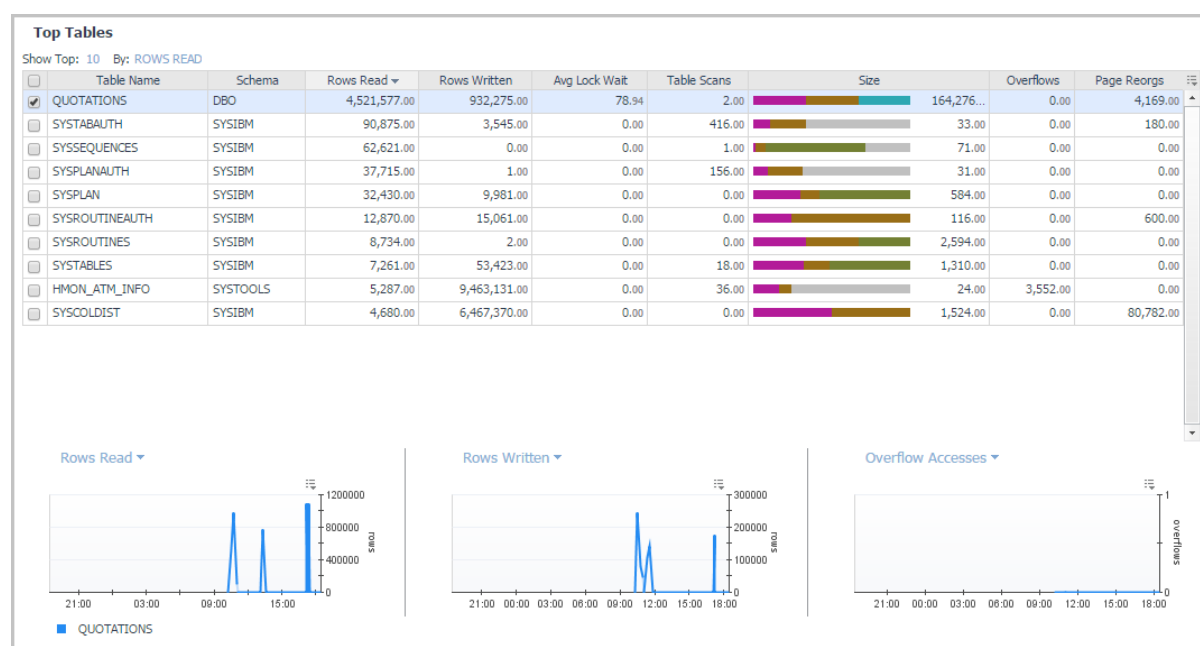 Top Tables
Show Top: 10 By: ROWS READ
Table Name Schema Rows Read Rows Written Avg Lock Wait Table Scans Size Overflows Page Reorgs
QUOTATIONS DBO 4,521,577.00 932,275.00 78.94 2.00 164,276... 0.00 4,169.00
SYSTABAUTH SYSIBM 90,875.00 3,545.00 0.00 416.00 33.00 0.00 180.00
SYSSEQUENCES SYSIBM 62,621.00 0.00 0.00 1.00 71.00 0.00 0.00
SYSPLANAUTH SYSIBM 37,715.00 1.00 0.00 156.00 31.00 0.00 0.00
SYSPLAN SYSIBM 32,430.00 9,981.00 0.00 0.00 584.00 0.00 0.00
SYSROUTINEAUTH SYSIBM 12,870.00 15,061.00 0.00 0.00 116.00 0.00 600.00
SYSROUTINES SYSIBM 8,734.00 2.00 0.00 0.00 2,594.00 0.00 0.00
SYSTABLES SYSIBM 7,261.00 53,423.00 0.00 18.00 1,310.00 0.00 0.00
HMON_ATM_INFO SYSTOOLS 5,287.00 9,463,131.00 0.00 36.00 24.00 3,552.00 0.00
SYSCOLDIST SYSIBM 4,680.00 6,467,370.00 0.00 0.00 1,524.00 0.00 80,782.00
Rows Read
1200000
800000
400000
0
rows
21:00 03:00 09:00 15:00
QUOTATIONS
Rows Written
300000
200000
100000
0
rows
21:00 00:00 03:00 06:00 09:00 12:00 15:00 18:00
Overflow Accesses
1
0
overflows
21:00 00:00 03:00 06:00 09:00 12:00 15:00 18:00